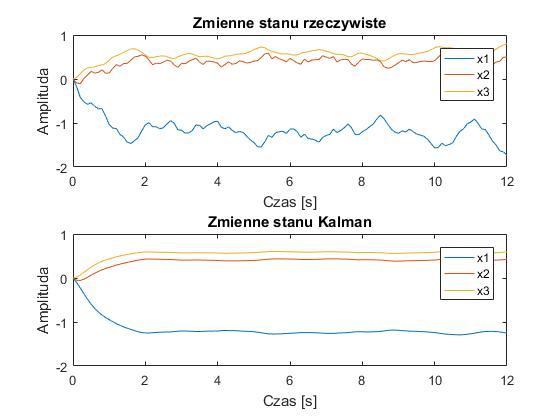 Zmienne stanu rzeczywiste
1
0
-1
-2
Amplituda
x1
x2
x3
0 2 4 6 8 10 12
Czas [s]
Zmienne stanu Kalman
1
0
-1
-2
Amplituda
x1
x2
x3
0 2 4 6 8 10 12
Czas [s]